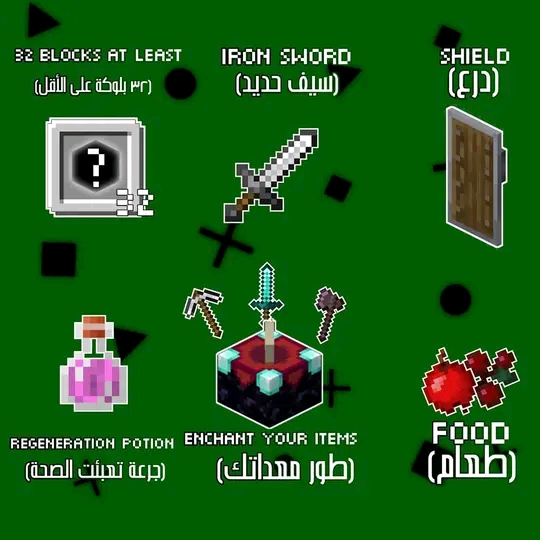 32 BLOCKS AT LEAST
(٣٢ بلوكة على الأقل)
IRON SWORD
(سيف حديد)
SHIELD
(درع)
?
32
REGENERATION POTION
(جرعة تعبئت الصحة)
ENCHANT YOUR ITEMS
(طور معداتك)
FOOD
(طعام)